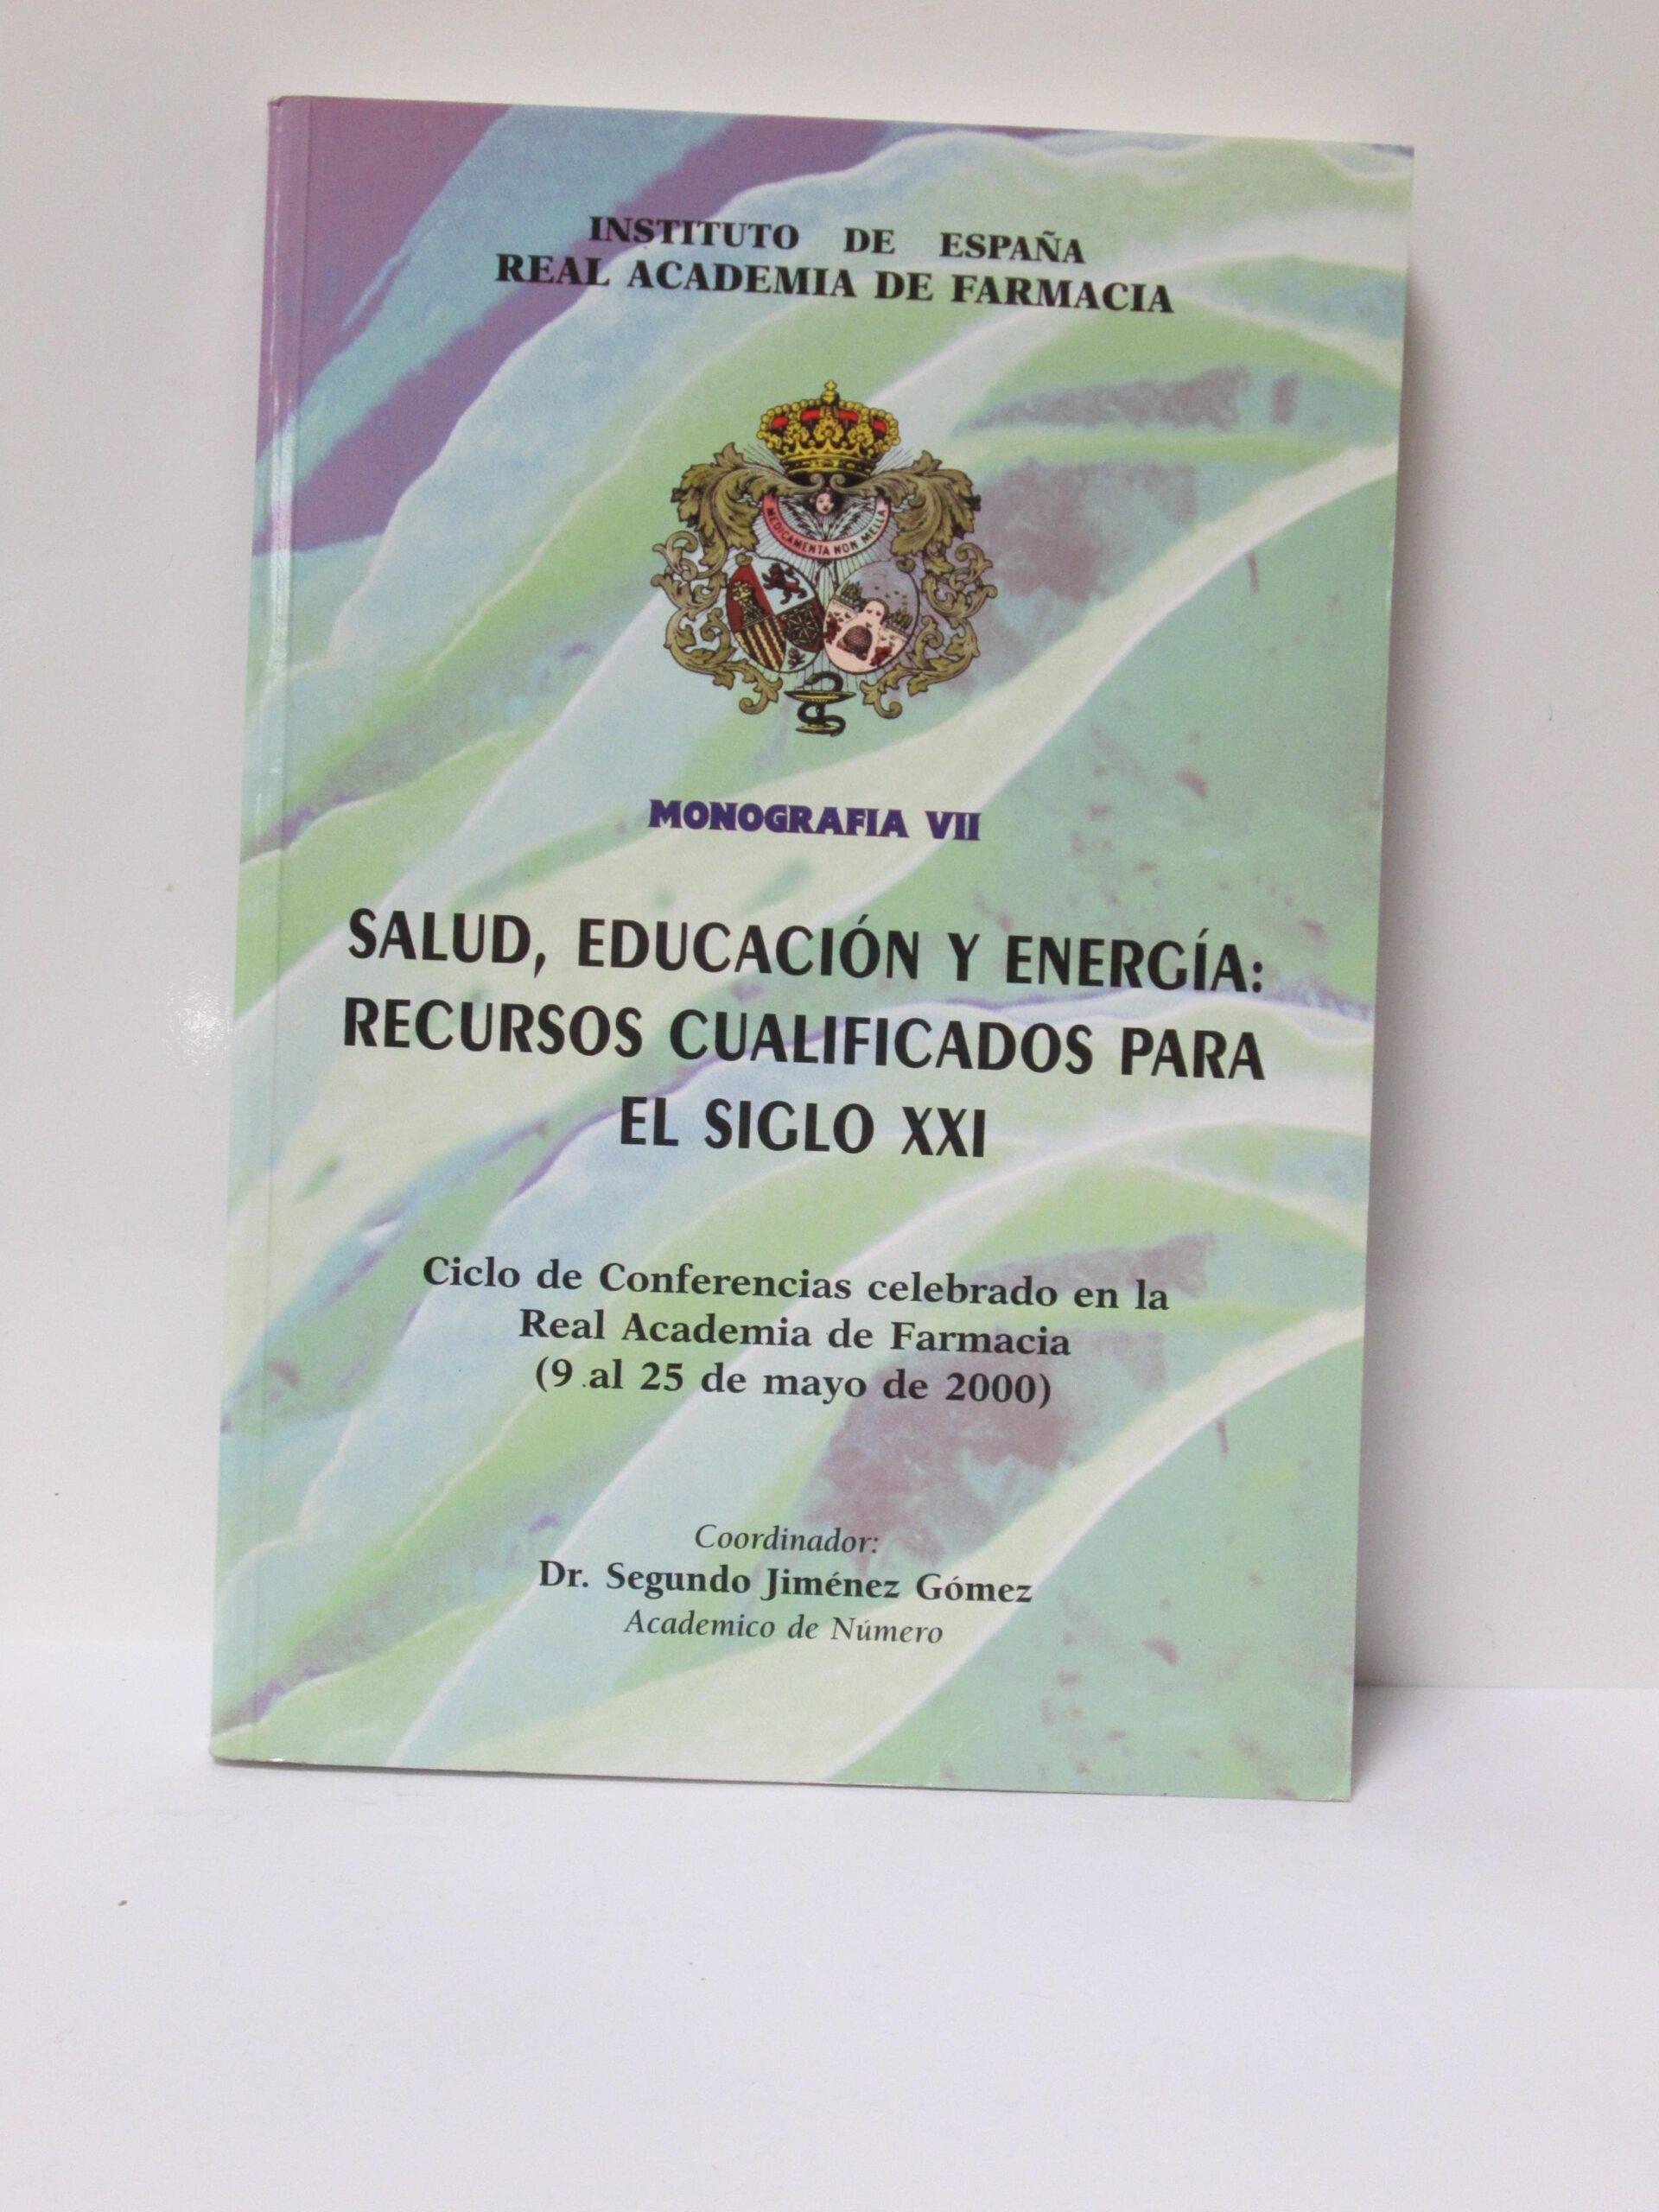 INSTITUTO DE ESPAÑA
REAL ACADEMIA DE FARMACIA
MEDICAMENTA NON MELLA
MONOGRAFIA VII
SALUD, EDUCACIÓN Y ENERGÍA:
RECURSOS CUALIFICADOS PARA
EL SIGLO XXI
Ciclo de Conferencias celebrado en la
Real Academia de Farmacia
(9 al 25 de mayo de 2000)
Coordinador:
Dr. Segundo Jiménez Gómez
Academico de Número